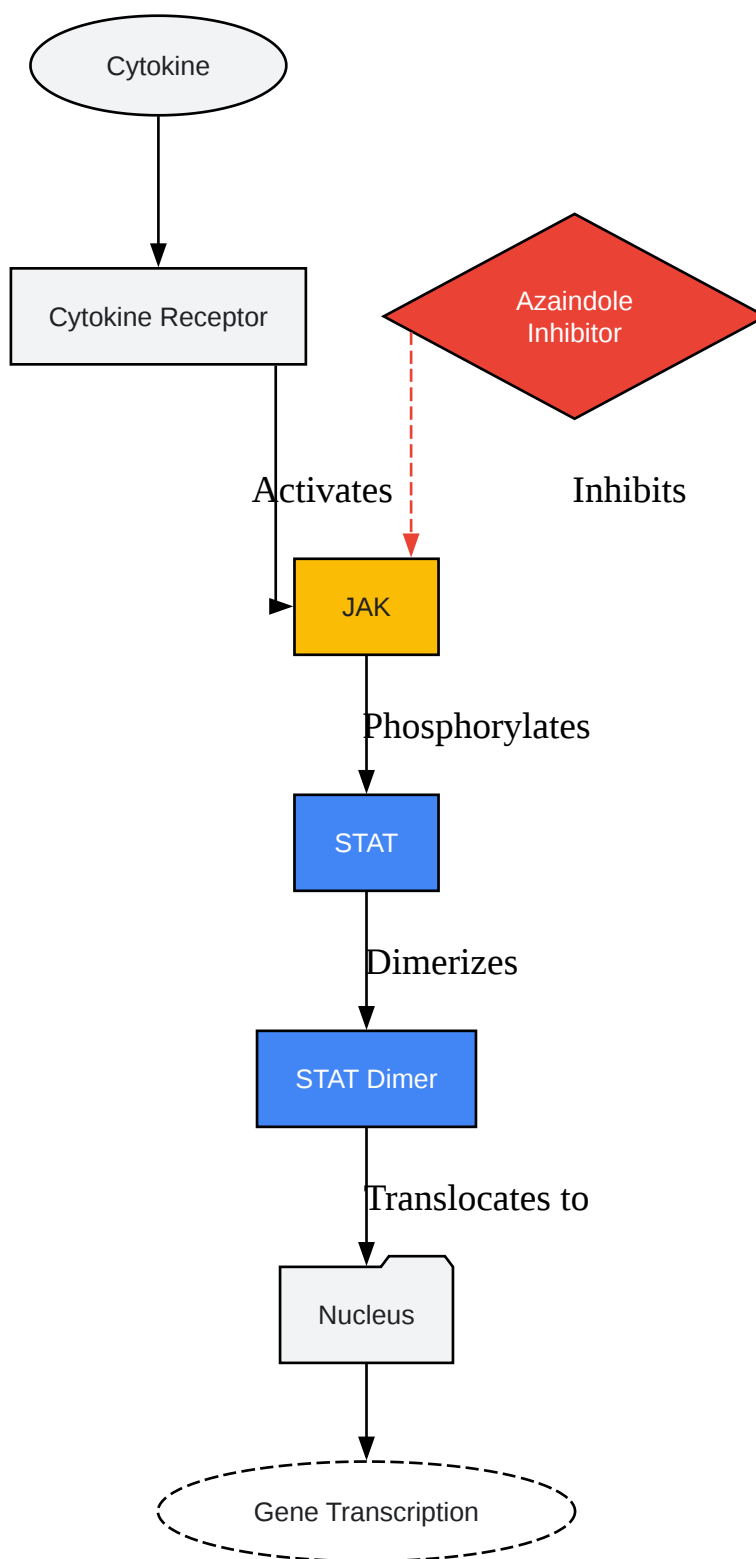 Cytokine
Cytokine Receptor
Azaindole
Inhibitor
Activates
Inhibits
JAK
Phosphorylates
STAT
Dimerizes
STAT Dimer
Translocates to
Nucleus
Gene Transcription